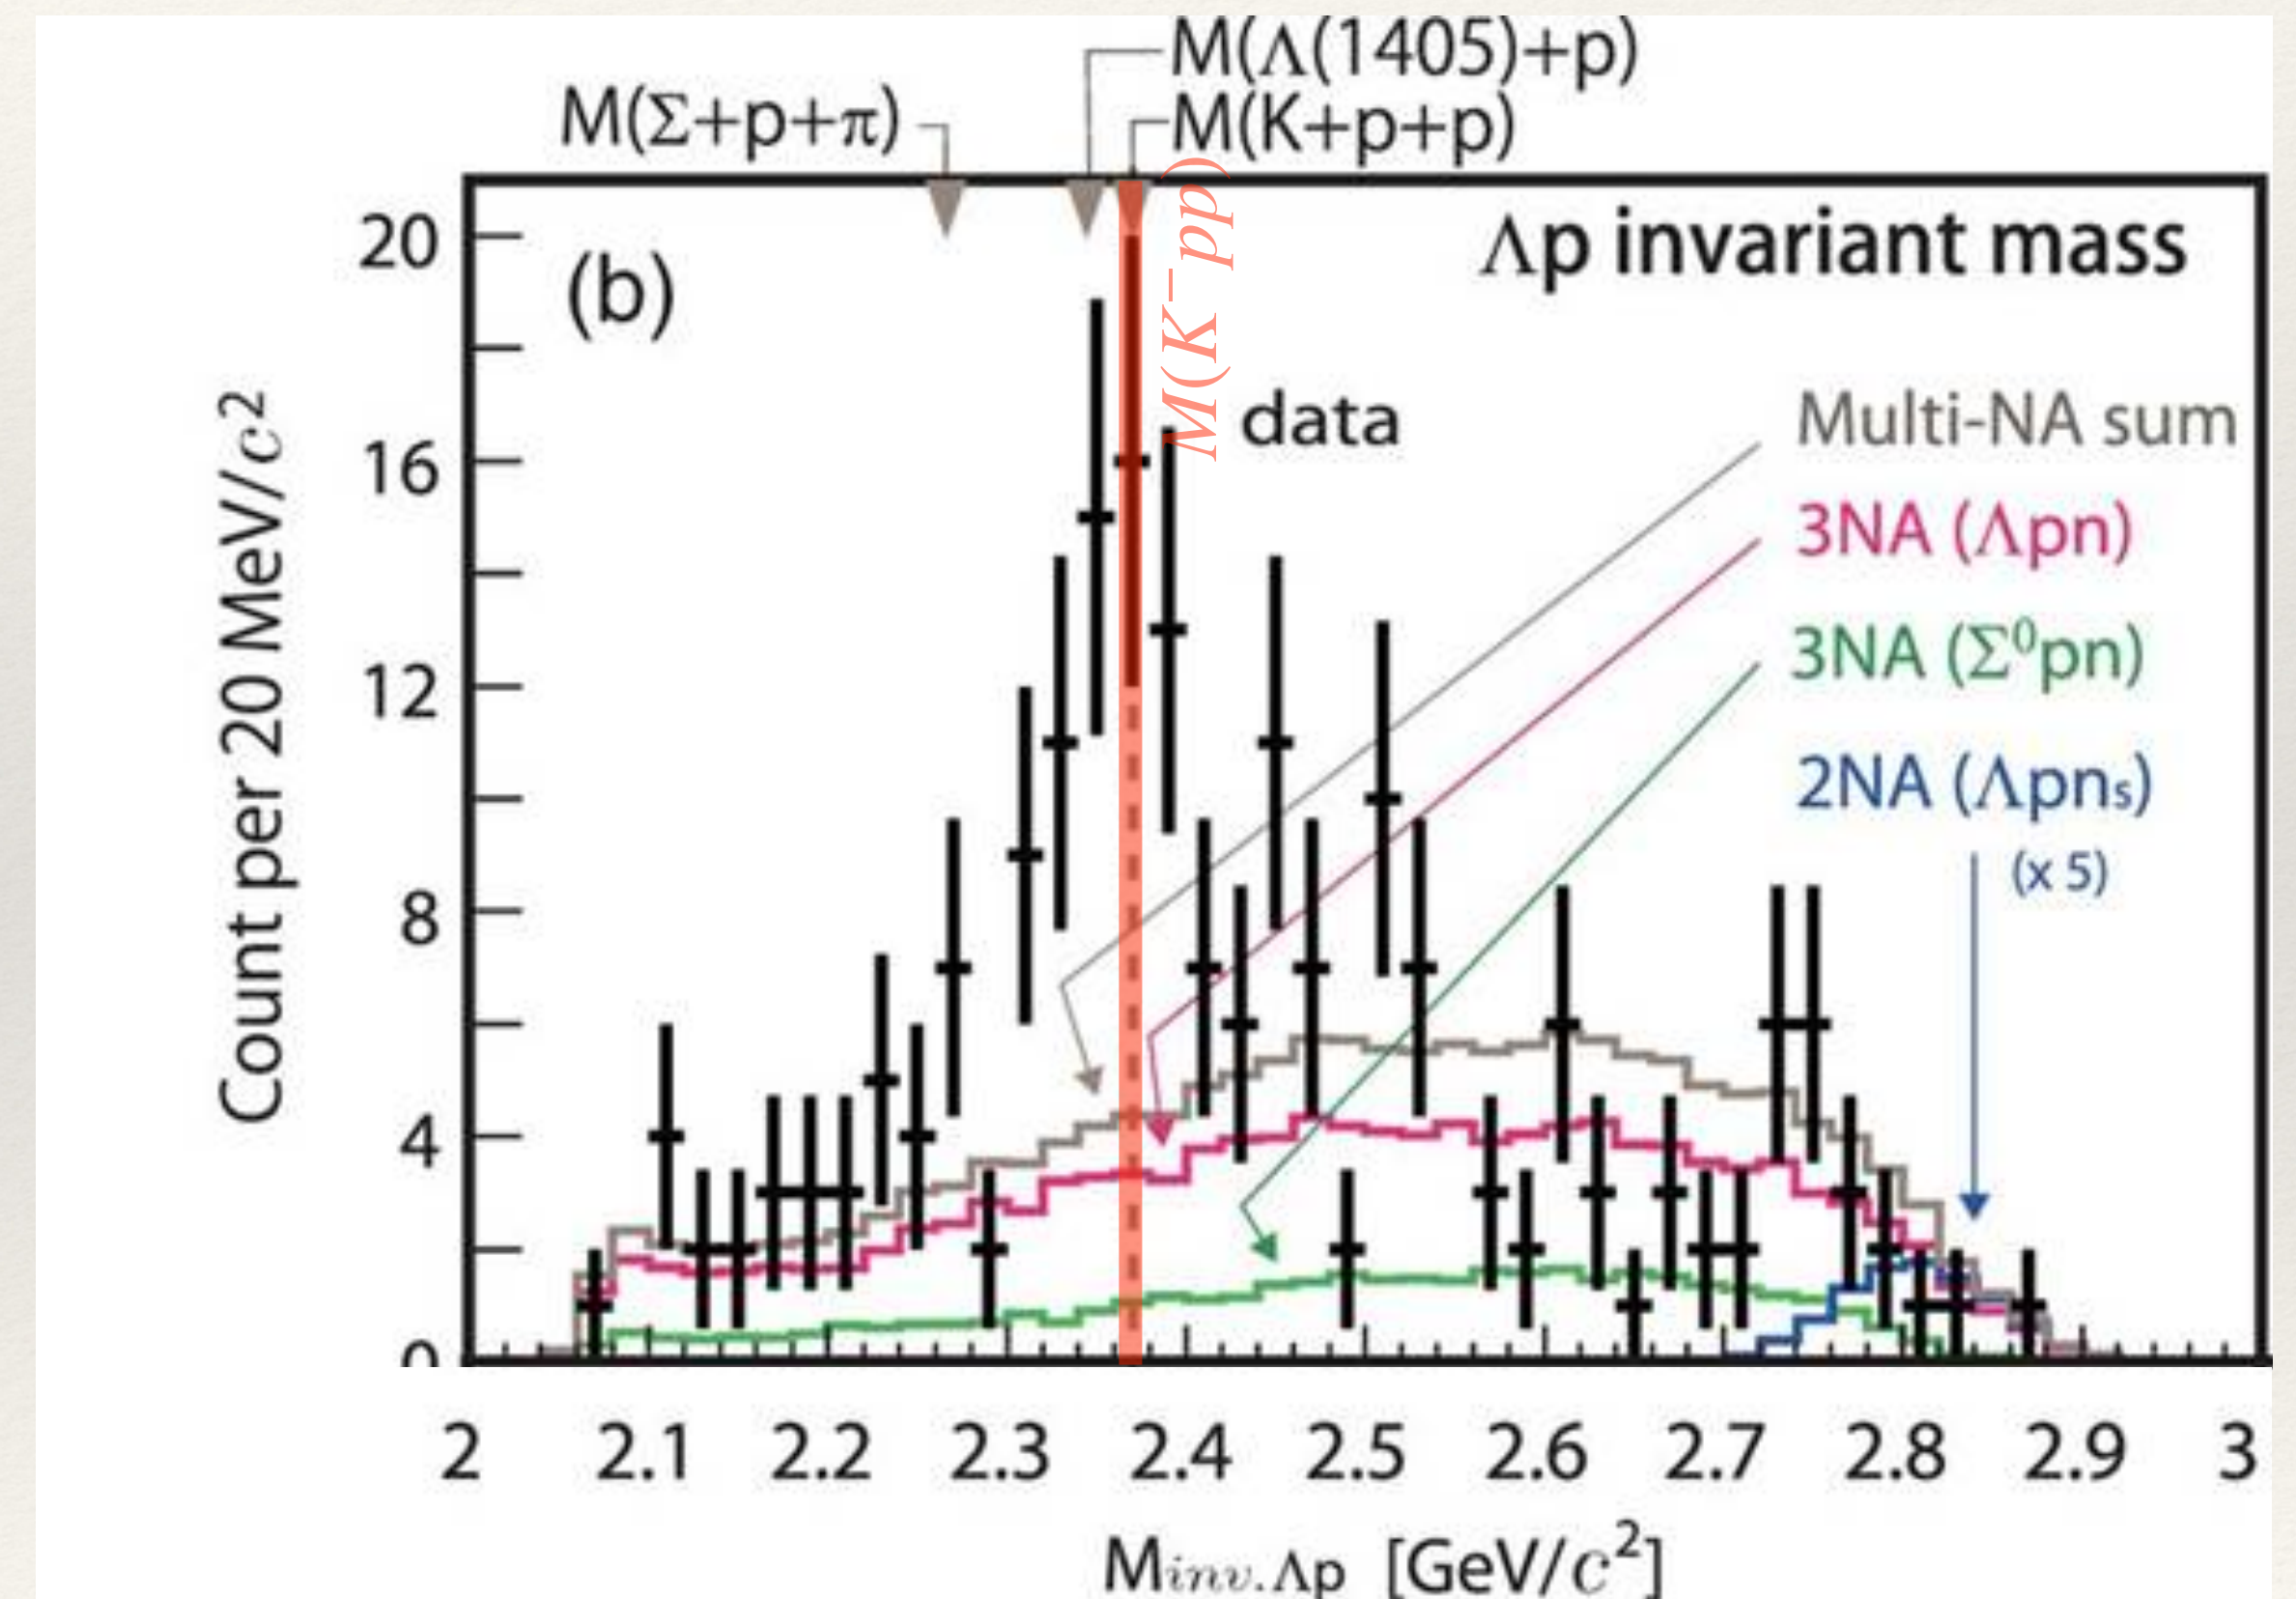 M(Λ(1405)+p)
M(Σ+p+π)
M(K+p+p)
M(K⁻pp)
20
(b)
Λp invariant mass
data
Multi-NA sum
16
3NA (Λpn)
3NA (Σ⁰pn)
12
2NA (Λpnₛ)
(x 5)
8
4
0
Count per 20 MeV/c²
2 2.1 2.2 2.3 2.4 2.5 2.6 2.7 2.8 2.9 3
Minv.Λp [GeV/c²]